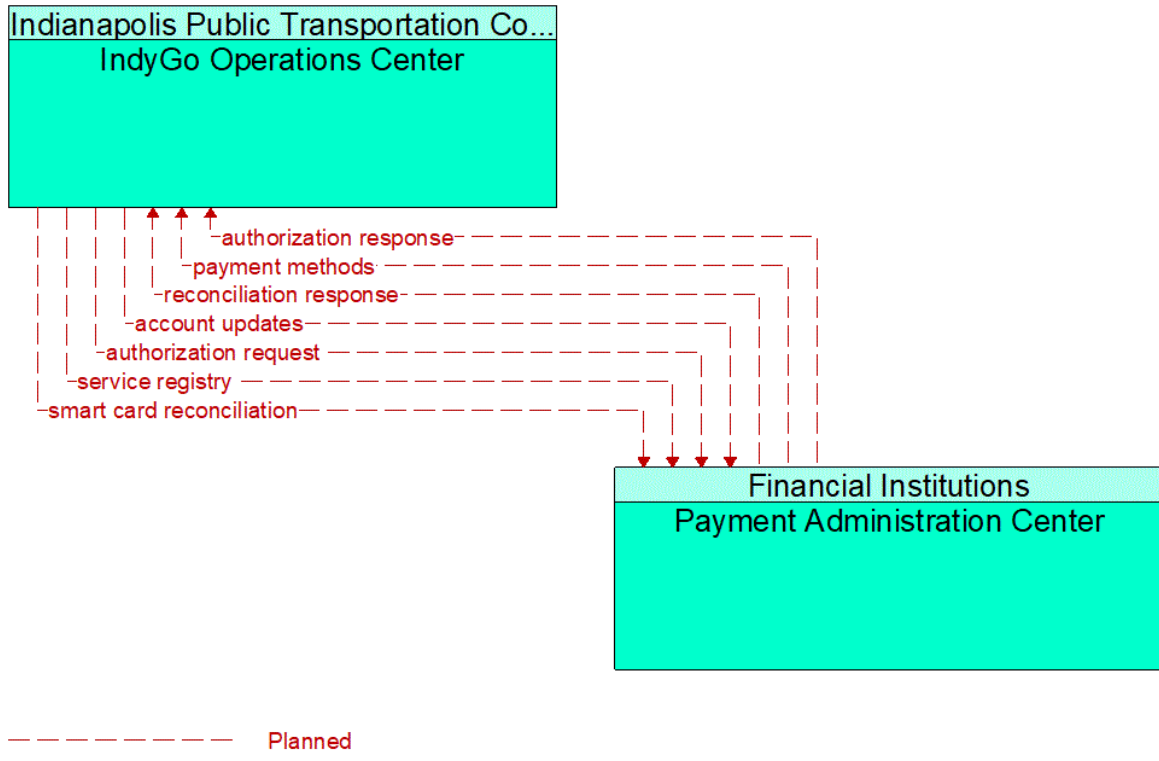 Indianapolis Public Transportation Co...
IndyGo Operations Center
authorization response
payment methods
reconciliation response
account updates
authorization request
service registry
smart card reconciliation
Financial Institutions
Payment Administration Center
Planned